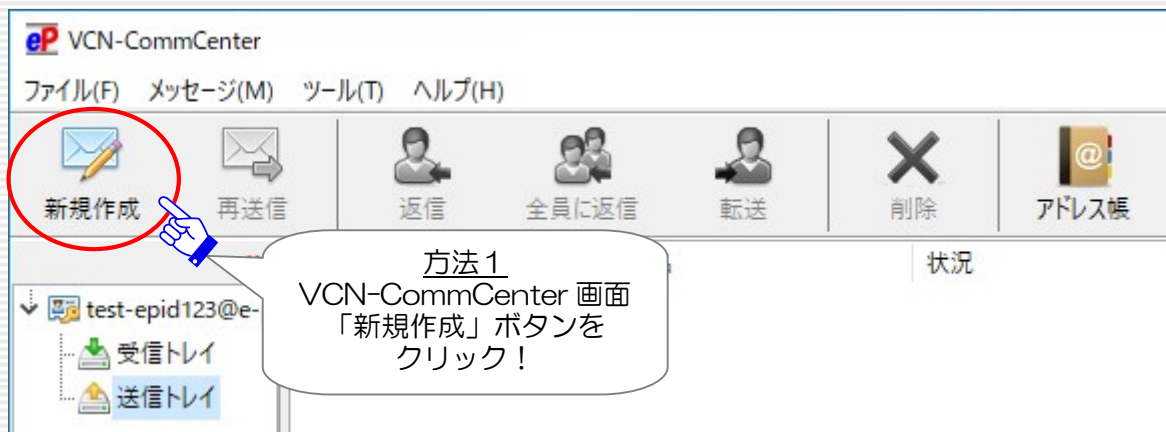 eP VCN-CommCenter
ファイル(F) メッセージ(M) ツール(T) ヘルプ(H)
新規作成 再送信 返信 全員に返信 転送 削除 アドレス帳
状況
方法1
VCN-CommCenter 画面
「新規作成」ボタンを
クリック！
test-epid123@e-
受信トレイ
送信トレイ